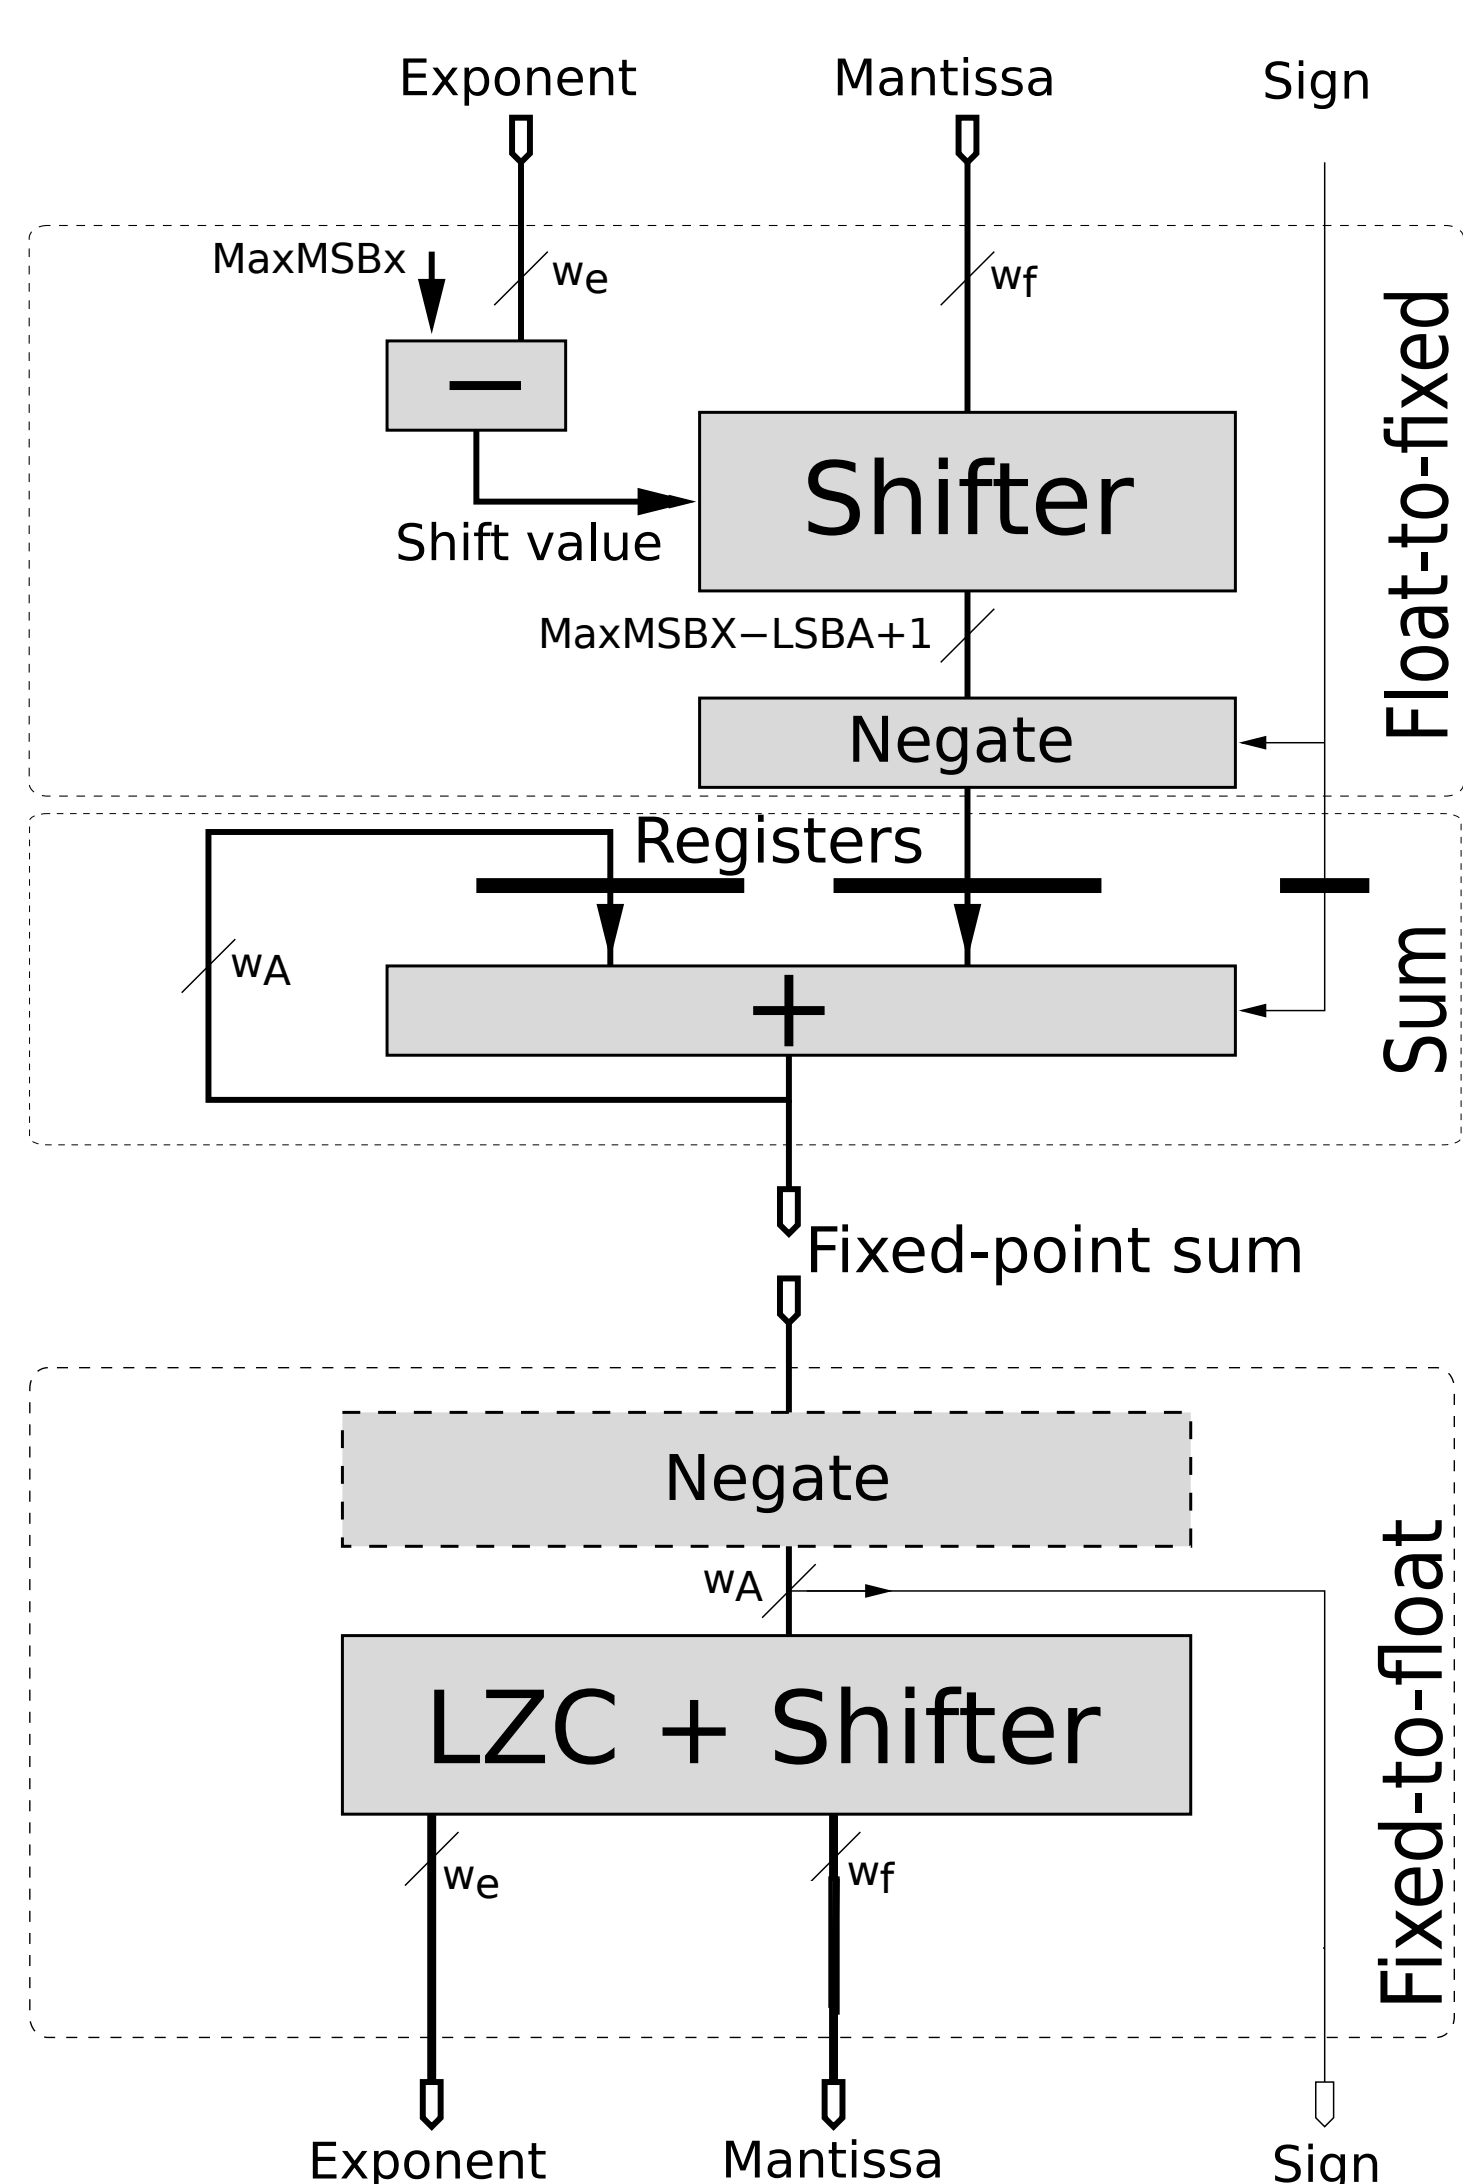 Exponent
Mantissa
Sign
MaxMSBx
we
wf
Float-to-fixed
−
Shifter
Shift value
MaxMSBX−LSBA+1
Negate
Registers
wA
+
Sum
Fixed-point sum
Negate
wA
Fixed-to-float
LZC + Shifter
we
wf
Exponent
Mantissa
Sign